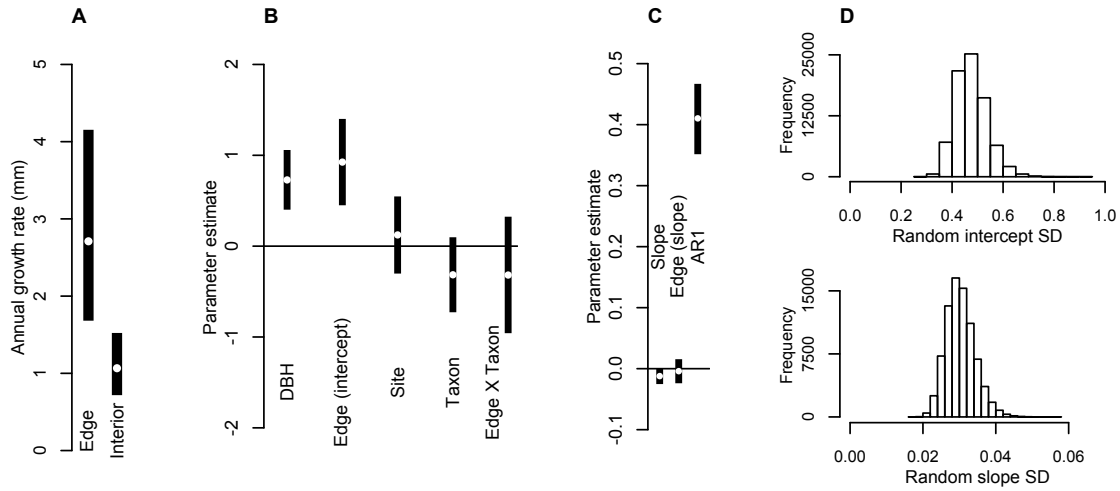 A
Annual growth rate (mm)
5
4
3
2
1
0
Edge
Interior
B
Parameter estimate
2
1
0
-1
-2
DBH
Edge (intercept)
Site
Taxon
Edge X Taxon
C
Parameter estimate
0.5
0.4
0.3
0.2
0.1
0.0
-0.1
Slope
Edge (slope)
AR1
D
Frequency
25000
12500
0
0.0 0.2 0.4 0.6 0.8 1.0
Random intercept SD
Frequency
15000
7500
0
0.00 0.02 0.04 0.06
Random slope SD